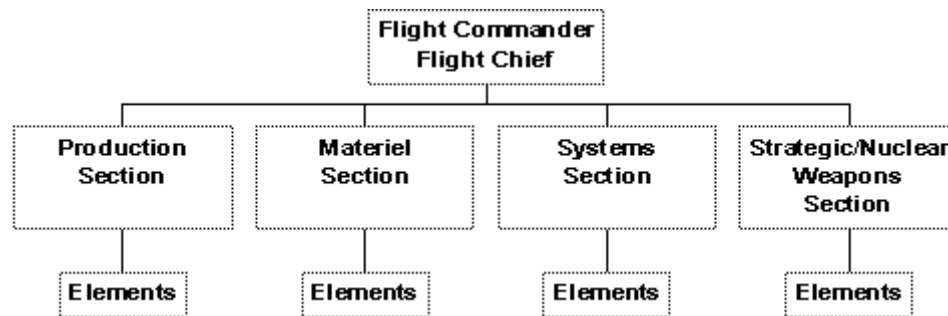 Flight Commander
Flight Chief
Production
Section
Materiel
Section
Systems
Section
Strategic/Nuclear
Weapons
Section
Elements
Elements
Elements
Elements